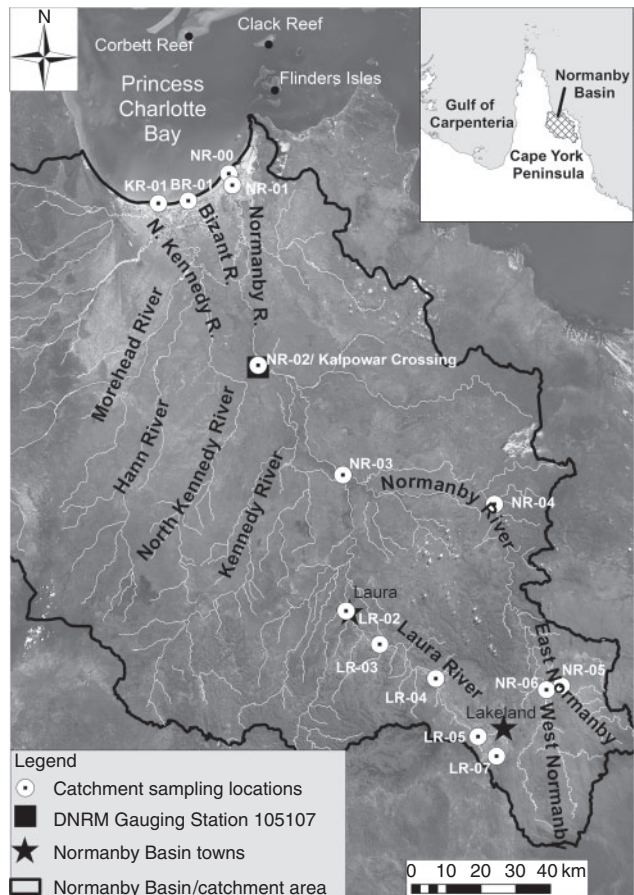 N
Corbett Reef
Clack Reef
Flinders Isles
Princess
Charlotte
Bay
Normanby
Basin
Gulf of
Carpenteria
Cape York
Peninsula
NR-00
KR-01
BR-01
NR-01
N. Kennedy R.
Bizant R.
Normanby R.
Morehead River
NR-02/ Kalpowar Crossing
Hann River
North Kennedy River
Kennedy River
NR-03
Normanby River
NR-04
Laura
LR-02
LR-03
Laura River
LR-04
East Normanby
NR-05
NR-06
West Normanby
Lakeland
LR-05
LR-07
Legend
Catchment sampling locations
DNRM Gauging Station 105107
Normanby Basin towns
Normanby Basin/catchment area
0 10 20 30 40 km